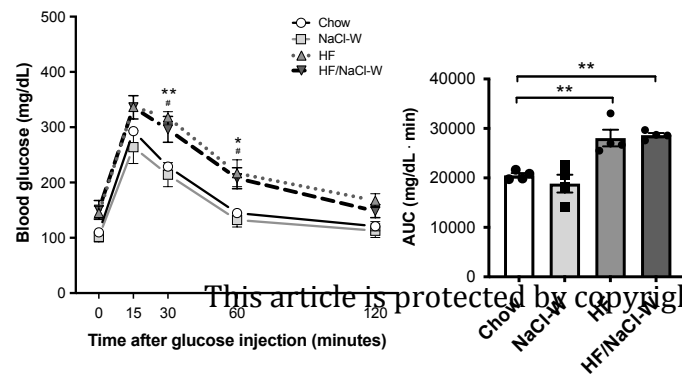 500
400
300
200
100
0
Blood glucose (mg/dL)
Chow
NaCl-W
HF
HF/NaCl-W
**
#
*
#
0 15 30 60 120
Time after glucose injection (minutes)
40000
30000
20000
10000
0
AUC (mg/dL · min)
**
**
Chow
NaCl-W
HF
HF/NaCl-W
This article is protected by copyrigh